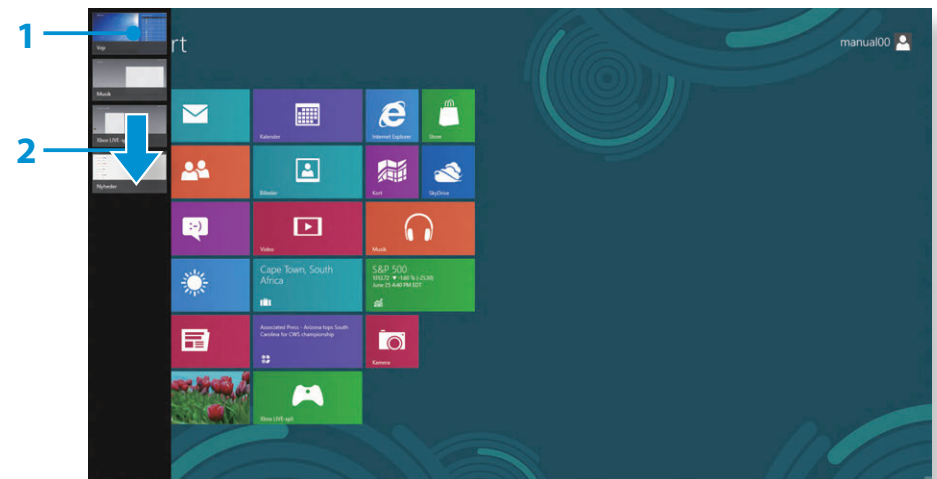 1
2
rt
manual00
Vejr
Musik
Xbox LIVE-sp
Nyheder
Kalender
Internet Explorer
Store
Billeder
Kort
SkyDrive
Video
Musik
Cape Town, South
Africa
S&P 500
June 25 4:40 PM EDT
Associated Press - Arizona tops South
Carolina for CWS championship
Kamera
Xbox LIVE-spil